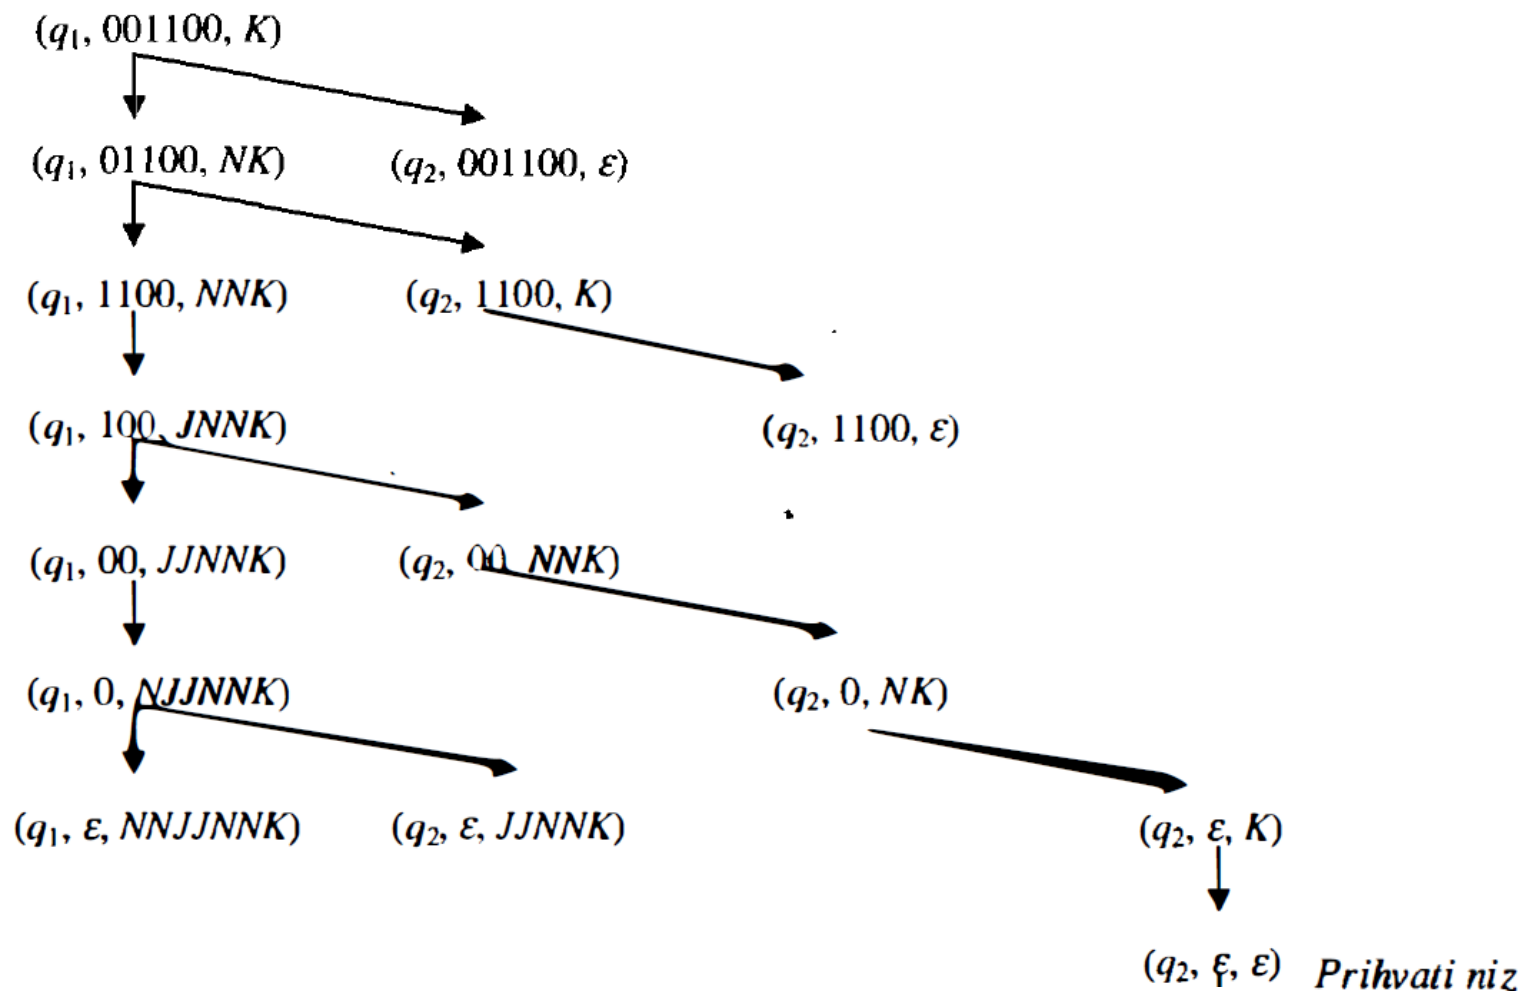 (q₁, 001100, K)
(q₁, 01100, NK) (q₂, 001100, ε)
(q₁, 1100, NNK) (q₂, 1100, K)
(q₁, 100, JNNK) (q₂, 1100, ε)
(q₁, 00, JJNNK) (q₂, 00 NNK)
(q₁, 0, NJJNNK) (q₂, 0, NK)
(q₁, ε, NNJJNNK) (q₂, ε, JJNNK) (q₂, ε, K)
(q₂, ε, ε) Prihvati niz